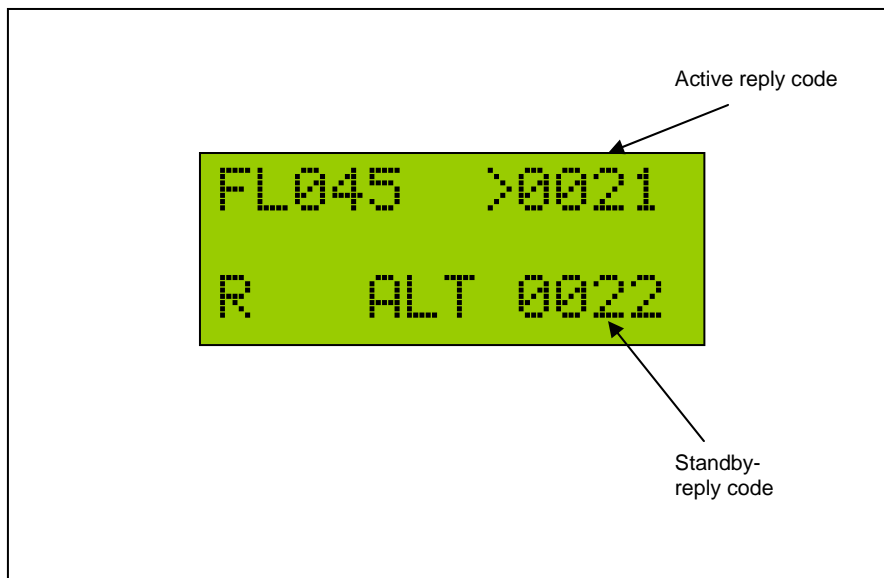 Active reply code
FL045 >0021
R ALT 0022
Standby-
reply code